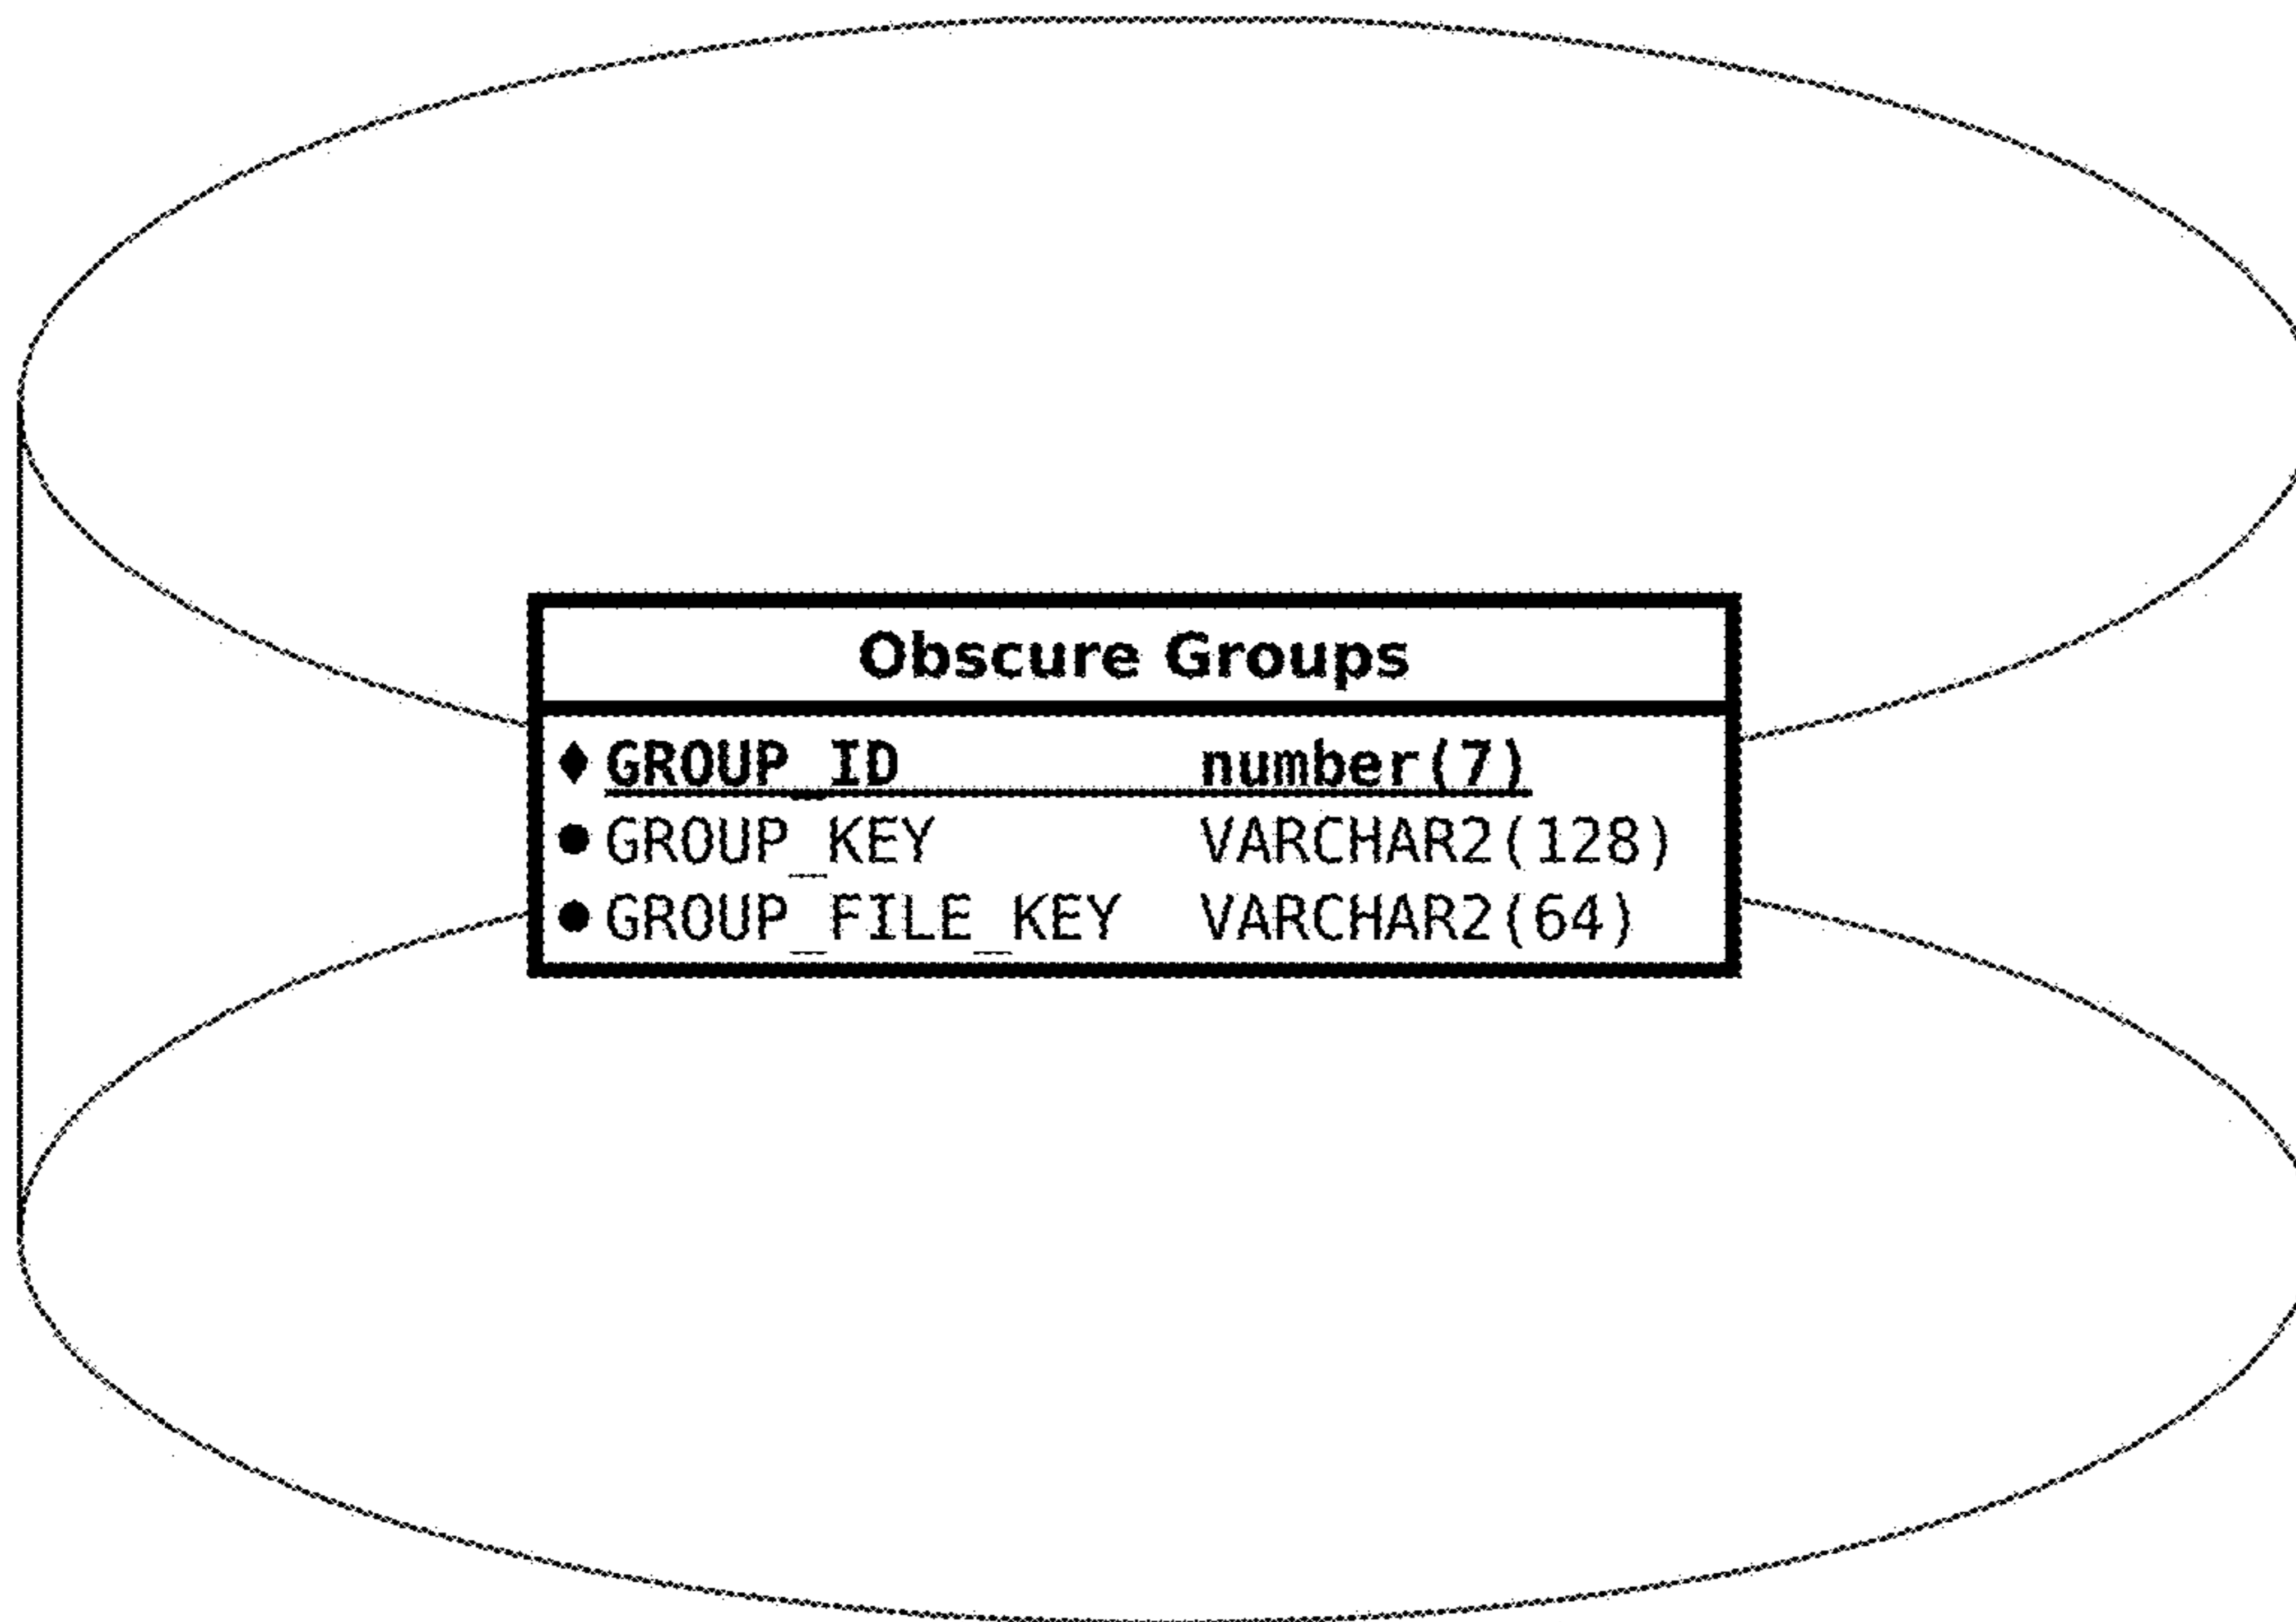 Obscure Groups
GROUP_ID number(7)
GROUP_KEY VARCHAR2(128)
GROUP_FILE_KEY VARCHAR2(64)